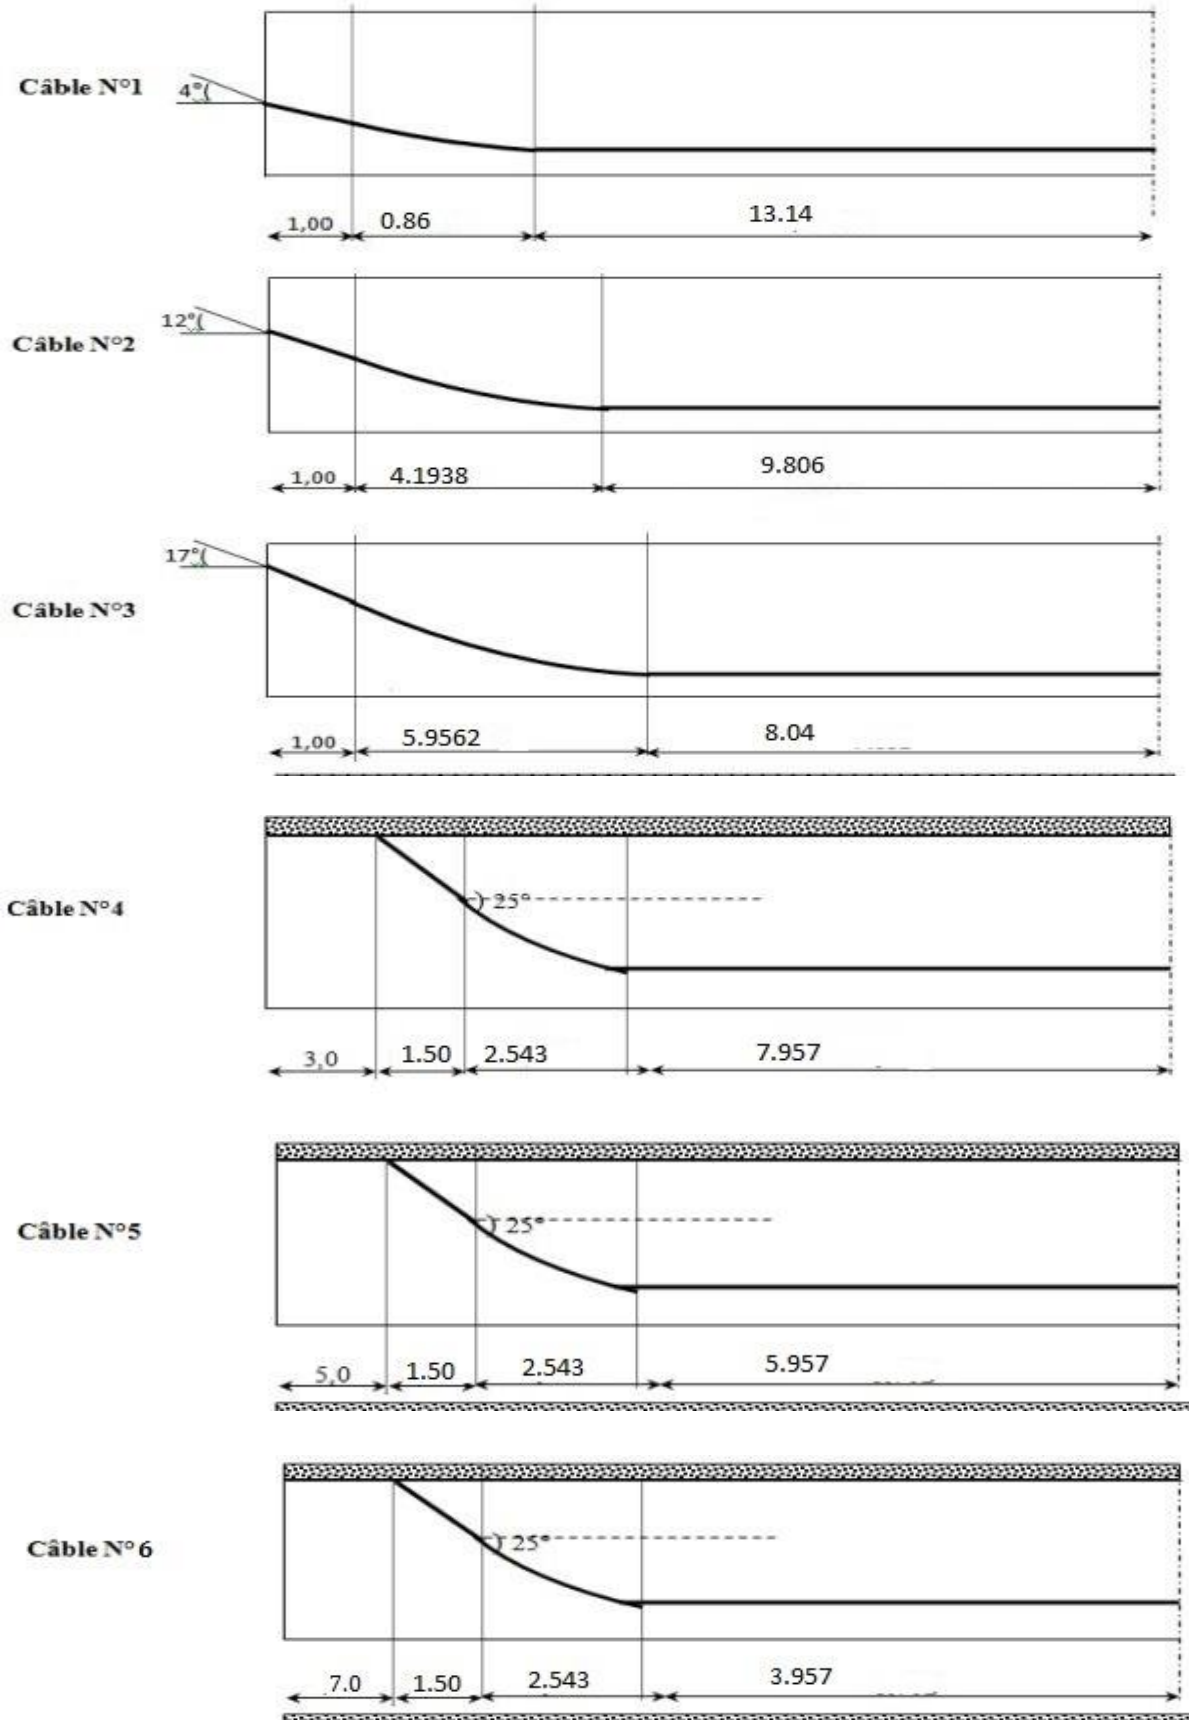 Câble N°1
4°(
1,00 0.86 13.14
Câble N°2
12°(
1,00 4.1938 9.806
Câble N°3
17°(
1,00 5.9562 8.04
Câble N°4
) 25°
3,0 1.50 2.543 7.957
Câble N°5
) 25°
5,0 1.50 2.543 5.957
Câble N°6
) 25°
7.0 1.50 2.543 3.957